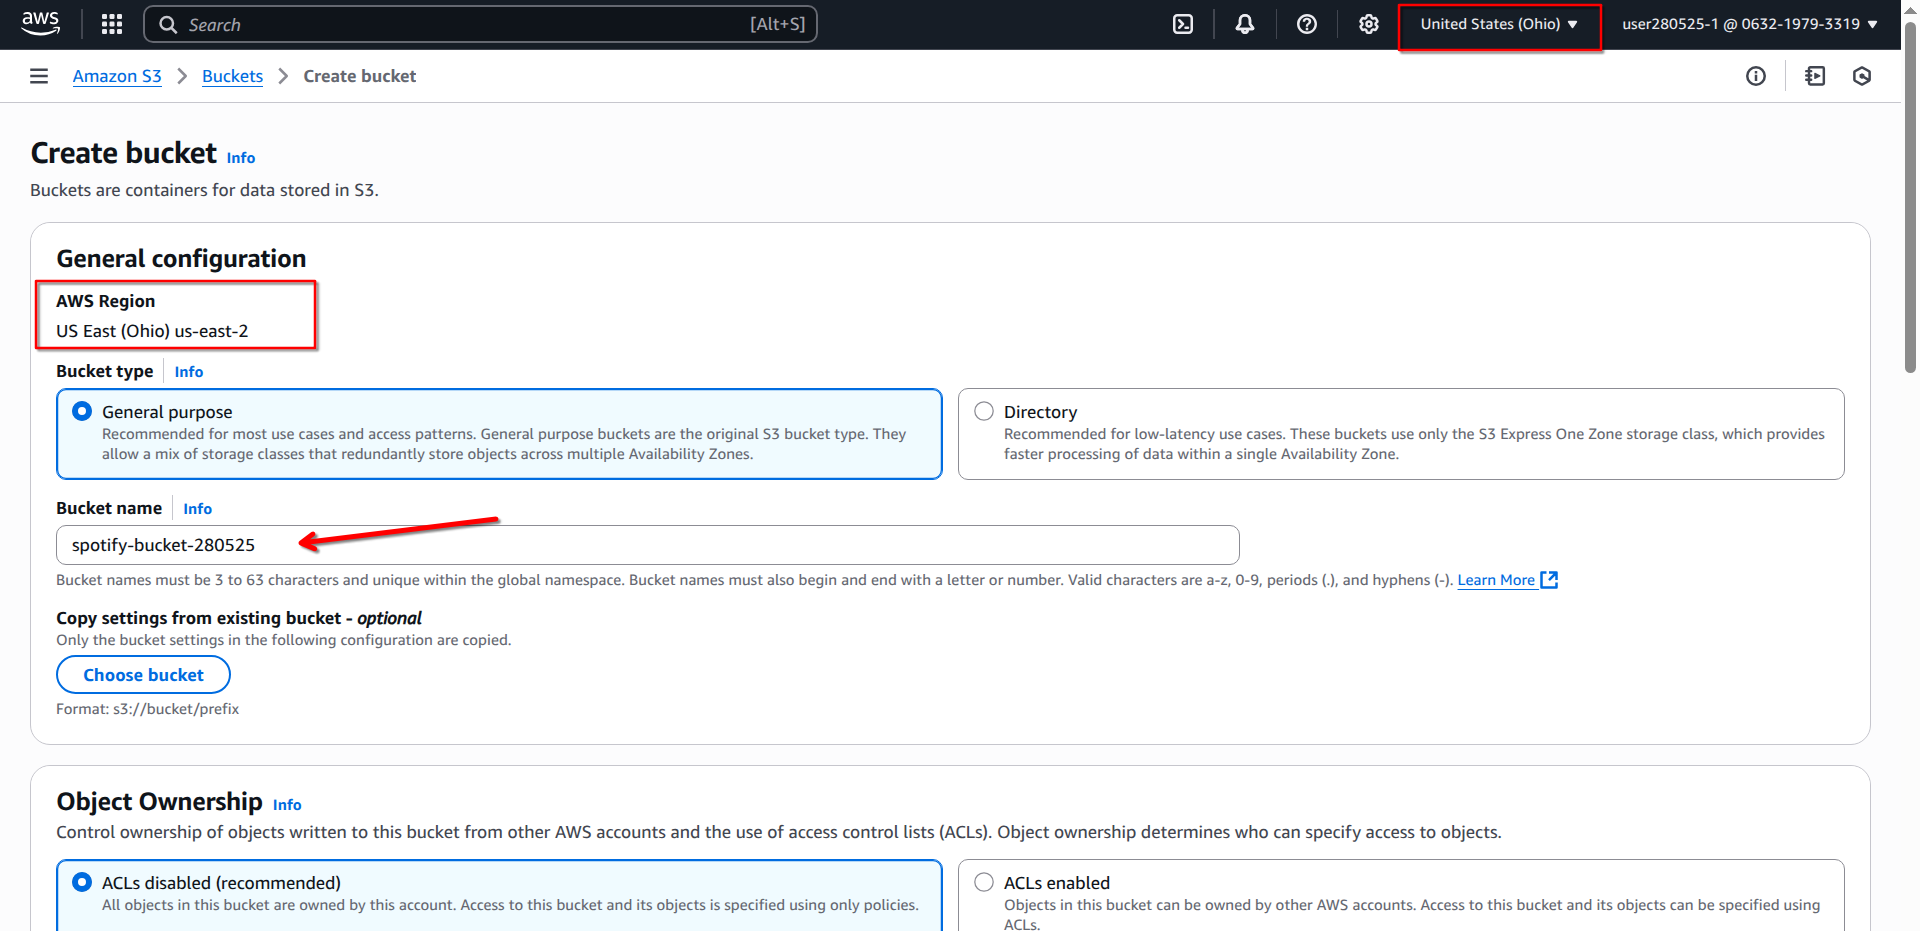 aws
Search [Alt+S]
United States (Ohio)
user280525-1 @ 0632-1979-3319
Amazon S3 > Buckets > Create bucket
Create bucket Info
Buckets are containers for data stored in S3.
General configuration
AWS Region
US East (Ohio) us-east-2
Bucket type Info
General purpose
Recommended for most use cases and access patterns. General purpose buckets are the original S3 bucket type. They
allow a mix of storage classes that redundantly store objects across multiple Availability Zones.
Directory
Recommended for low-latency use cases. These buckets use only the S3 Express One Zone storage class, which provides
faster processing of data within a single Availability Zone.
Bucket name Info
spotify-bucket-280525
Bucket names must be 3 to 63 characters and unique within the global namespace. Bucket names must also begin and end with a letter or number. Valid characters are a-z, 0-9, periods (.), and hyphens (-). Learn More
Copy settings from existing bucket - optional
Only the bucket settings in the following configuration are copied.
Choose bucket
Format: s3://bucket/prefix
Object Ownership Info
Control ownership of objects written to this bucket from other AWS accounts and the use of access control lists (ACLs). Object ownership determines who can specify access to objects.
ACLs disabled (recommended)
All objects in this bucket are owned by this account. Access to this bucket and its objects is specified using only policies.
ACLs enabled
Objects in this bucket can be owned by other AWS accounts. Access to this bucket and its objects can be specified using
ACLs.